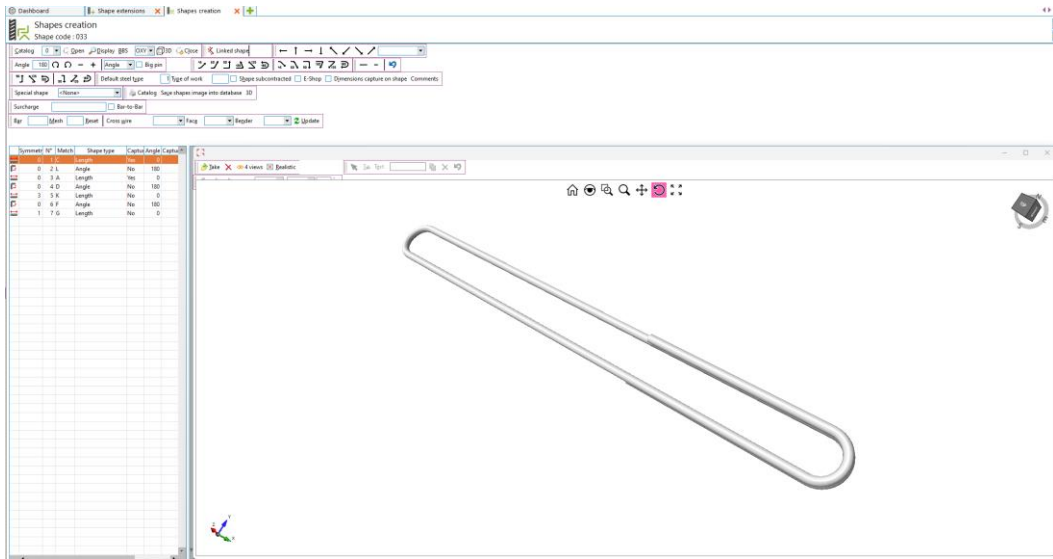 Dashboard Shape extensions Shapes creation
Shapes creation
Shape code : 033
Catalog 0 Open Display BBS OXY 3D Close Linked shape
Angle 180 Angle Big pin
Default steel type Type of work Shape subcontracted E-Shop Dimensions capture on shape Comments
Special shape <None> Catalog Save shapes image into database 3D
Surcharge Bar-to-Bar
Bar Mesh Reset Cross wire Face Bender Update
Symmetr N° Match Shape type Captu Angle Captu
0 1 C Length Yes 0
0 2 L Angle No 180
0 3 A Length Yes 0
0 4 D Angle No 180
3 5 K Length No 0
0 6 F Angle No 180
1 7 G Length No 0
Take 4 views Realistic